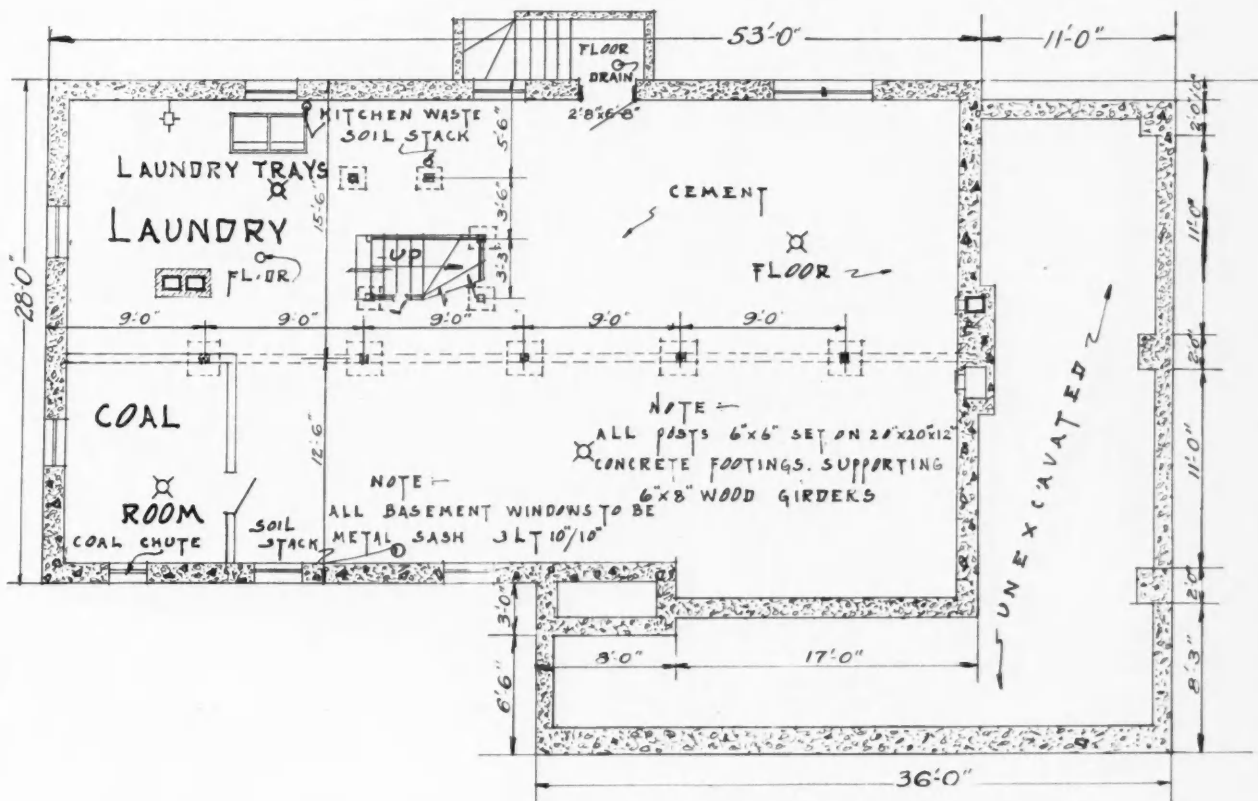 53'-0"
11'-0"
FLOOR
DRAIN
2'8"x6'-8"
KITCHEN WASTE
SOIL STACK
5'-6"
3'-6"
3'-3"
15'-6"
LAUNDRY TRAYS
LAUNDRY
FLOOR
UP
CEMENT
FLOOR
28'-0"
9'-0"
9'-0"
9'-0"
9'-0"
9'-0"
COAL
ROOM
COAL CHUTE
SOIL
STACK
12'-6"
NOTE :-
ALL BASEMENT WINDOWS TO BE
METAL SASH 3 LT 10"/10"
NOTE :-
ALL POSTS 6"x6" SET ON 20"x20"x12"
CONCRETE FOOTINGS. SUPPORTING
6"x8" WOOD GIRDERS
UNEXCAVATED
2'-0"
11'-0"
2'-0"
11'-0"
2'-0"
8'-3"
3'-0"
6'-6"
8'-0"
17'-0"
36'-0"